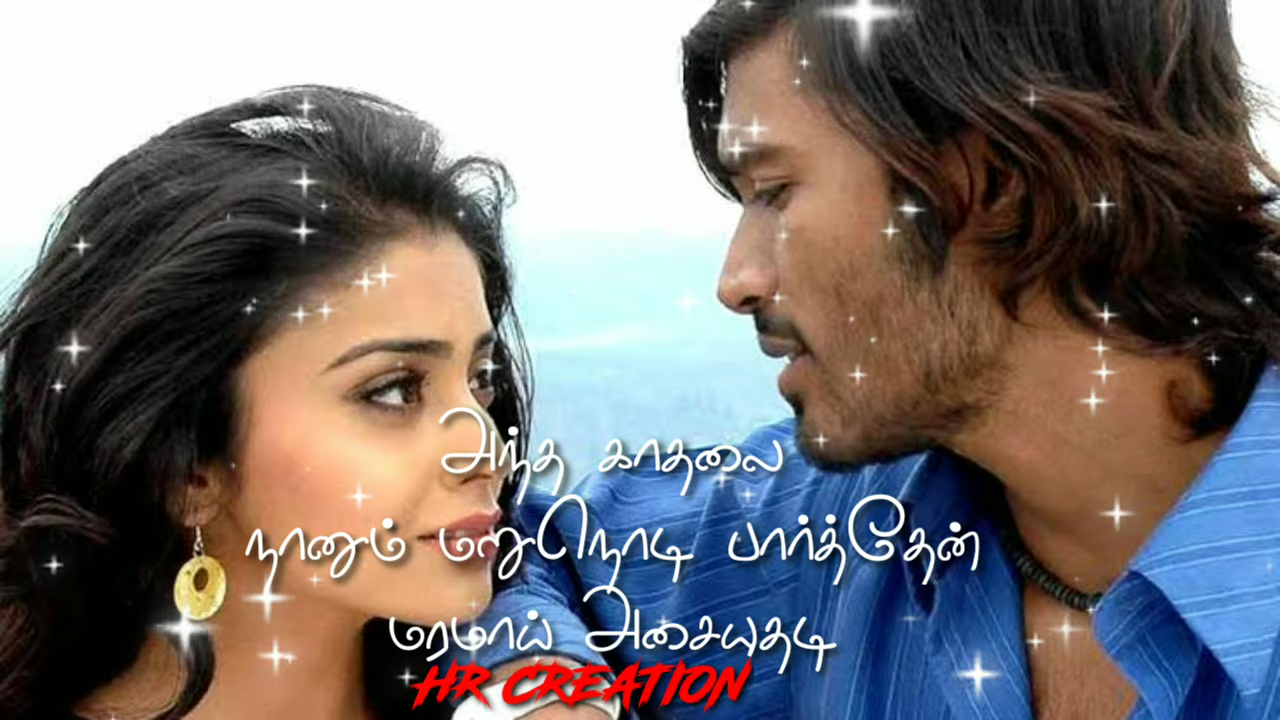 அந்த காதலை
நானும் மறுநொடி பார்த்தேன்
மரமாய் அசையுதடி
HR CREATION